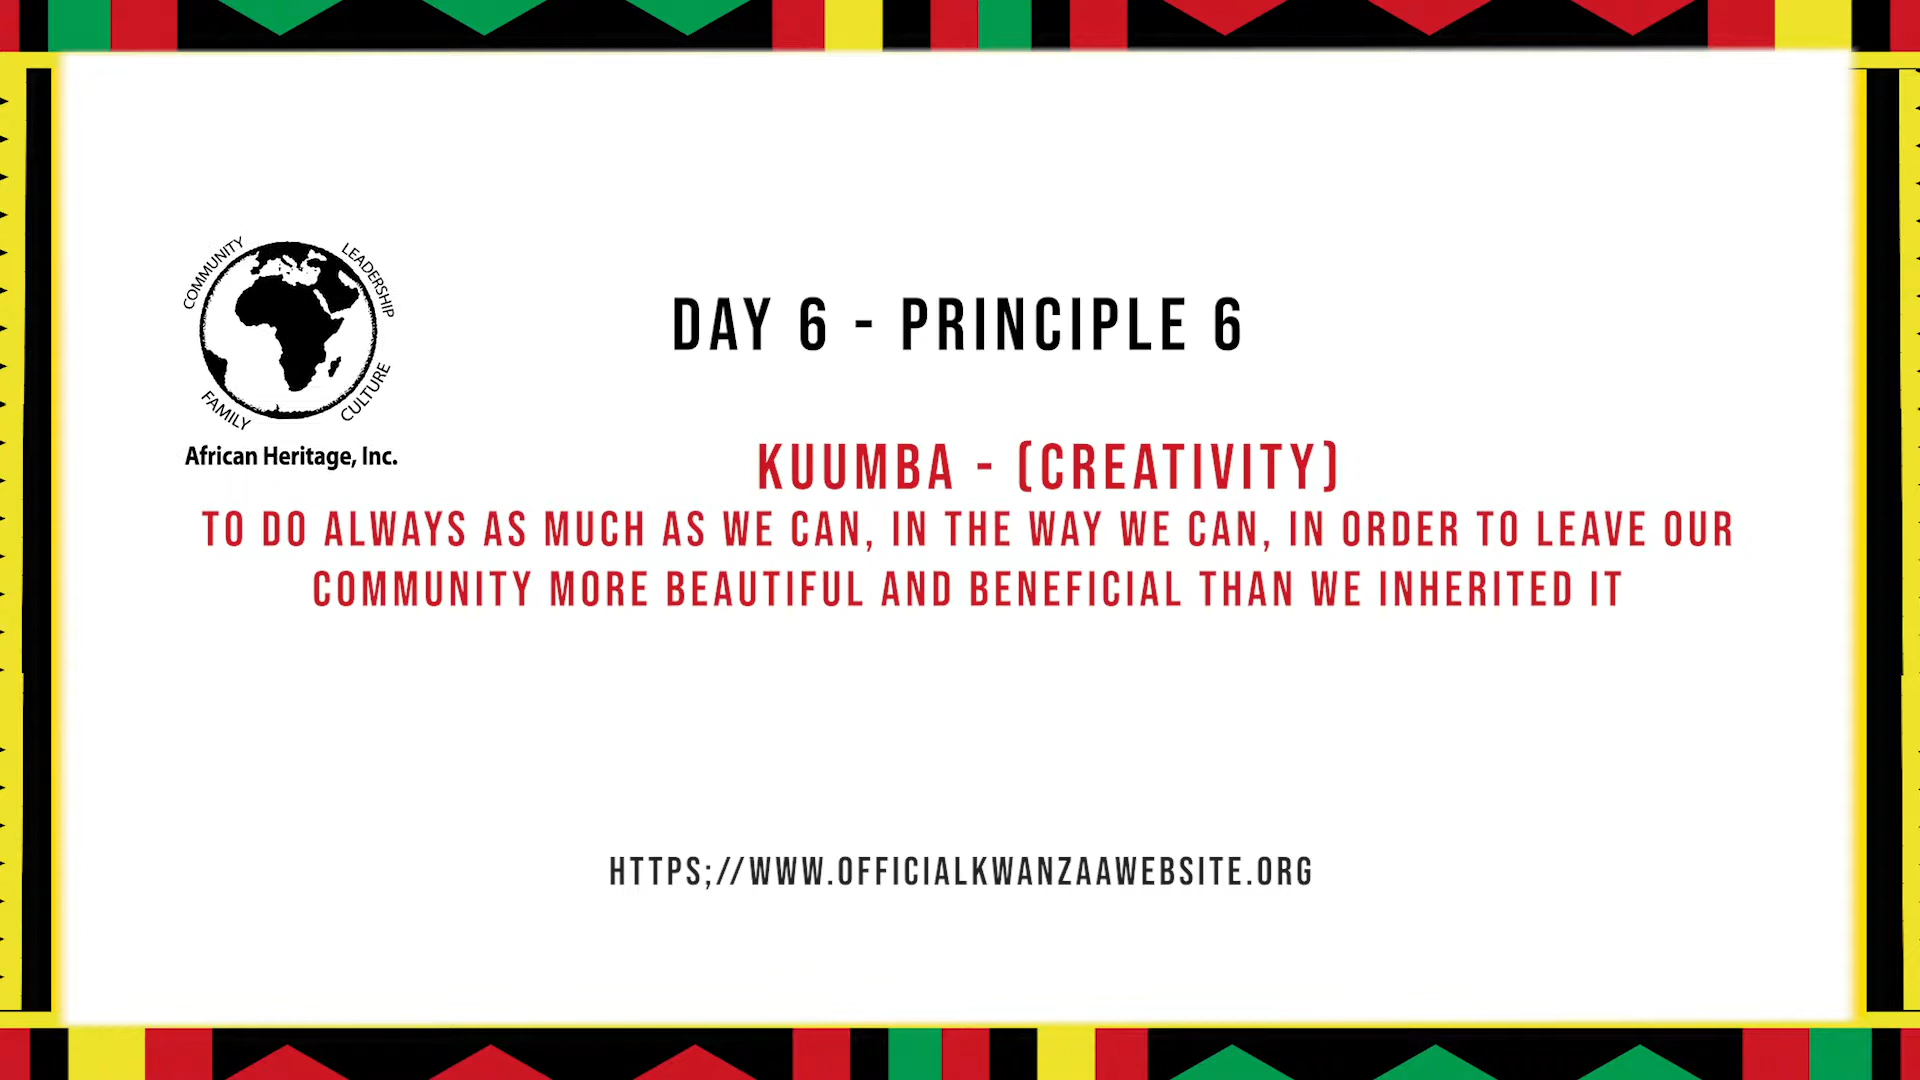 COMMUNITY
LEADERSHIP
FAMILY
CULTURE
African Heritage, Inc.
DAY 6 - PRINCIPLE 6
KUUMBA - (CREATIVITY)
TO DO ALWAYS AS MUCH AS WE CAN, IN THE WAY WE CAN, IN ORDER TO LEAVE OUR
COMMUNITY MORE BEAUTIFUL AND BENEFICIAL THAN WE INHERITED IT
HTTPS;//WWW.OFFICIALKWANZAAWEBSITE.ORG